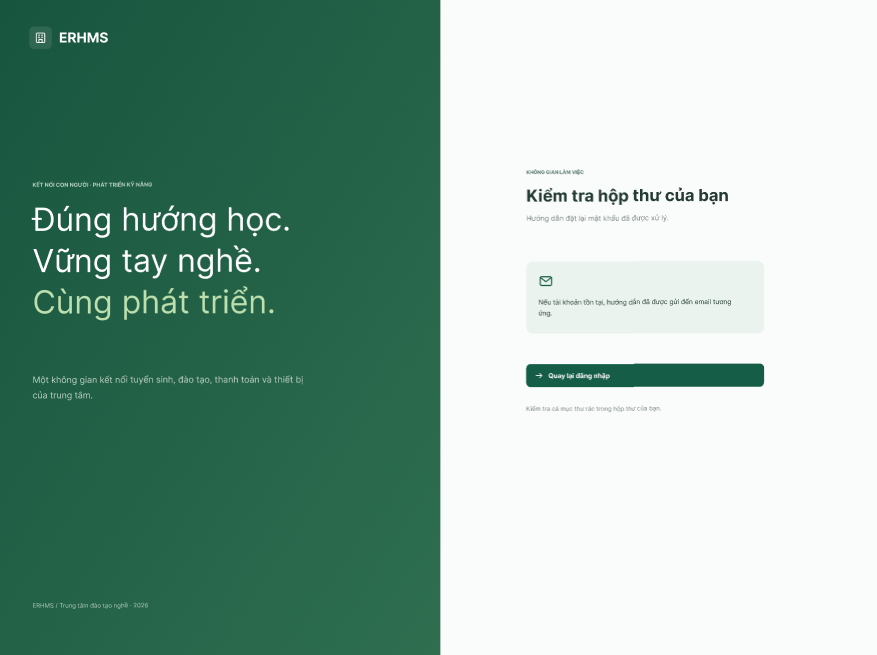 ERHMS
KẾT NỐI CON NGƯỜI · PHÁT TRIỂN KỸ NĂNG
Đúng hướng học.
Vững tay nghề.
Cùng phát triển.
Một không gian kết nối tuyển sinh, đào tạo, thanh toán và thiết bị
của trung tâm.
ERHMS / Trung tâm đào tạo nghề · 2026
KHÔNG GIAN LÀM VIỆC
Kiểm tra hộp thư của bạn
Hướng dẫn đặt lại mật khẩu đã được xử lý.
Nếu tài khoản tồn tại, hướng dẫn đã được gửi đến email tương
ứng.
→ Quay lại đăng nhập
Kiểm tra cả mục thư rác trong hộp thư của bạn.